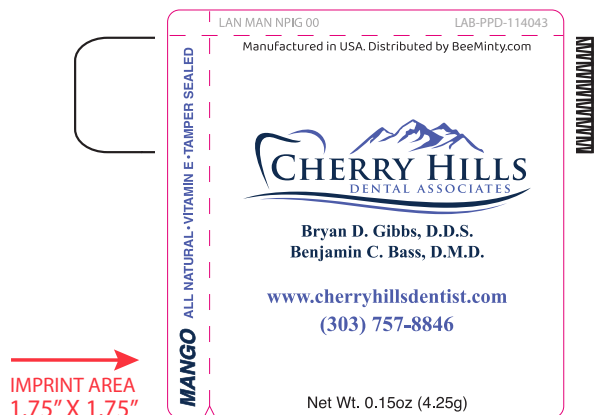 LAN MAN NPIG 00 LAB-PPD-114043
Manufactured in USA. Distributed by BeeMinty.com
MANGO ALL NATURAL•VITAMIN E•TAMPER SEALED
CHERRY HILLS
DENTAL ASSOCIATES
Bryan D. Gibbs, D.D.S.
Benjamin C. Bass, D.M.D.
www.cherryhillsdentist.com
(303) 757-8846
Net Wt. 0.15oz (4.25g)
IMPRINT AREA
1.75” X 1.75”